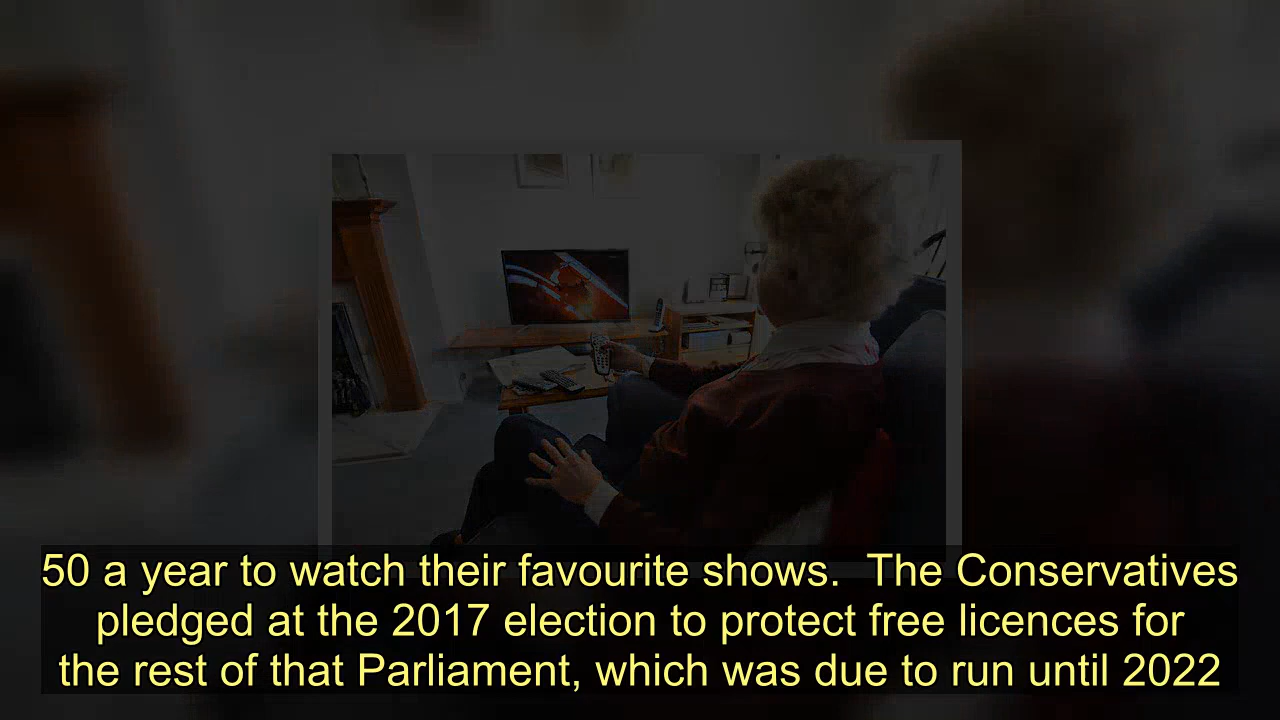 50 a year to watch their favourite shows.  The Conservatives
pledged at the 2017 election to protect free licences for
the rest of that Parliament, which was due to run until 2022